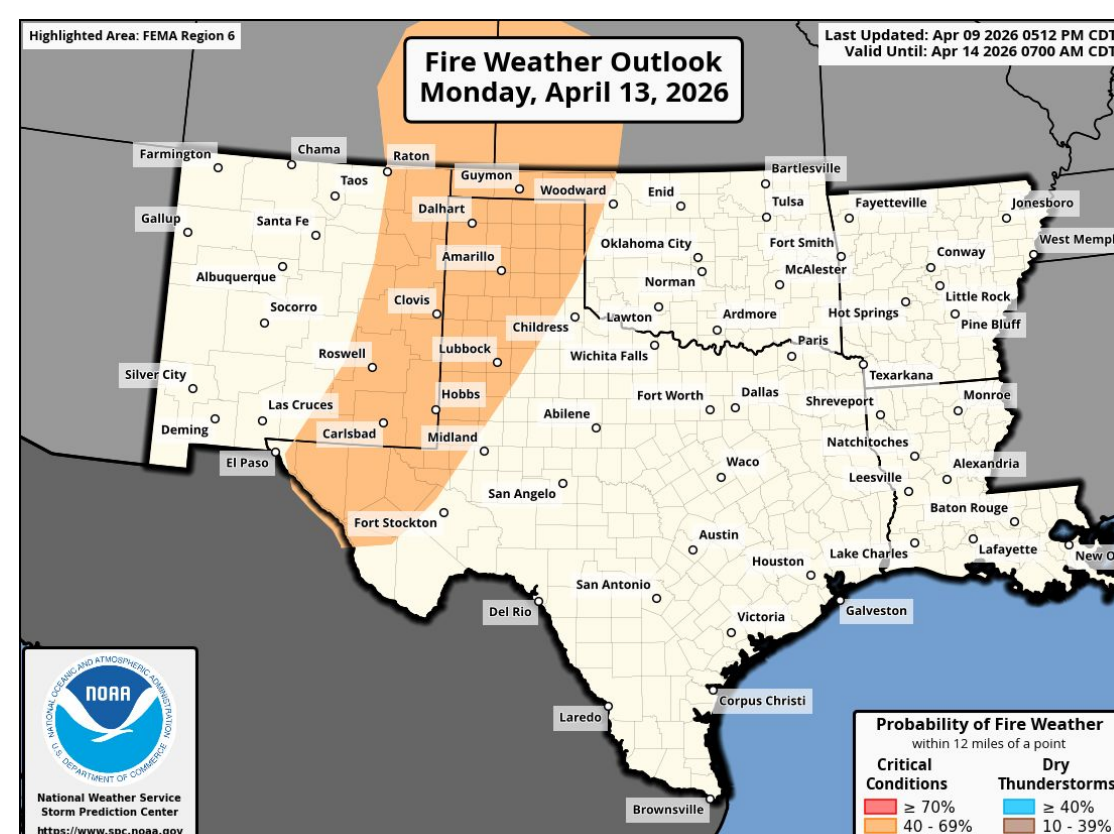 Highlighted Area: FEMA Region 6
Last Updated: Apr 09 2026 0512 PM CDT
Valid Until: Apr 14 2026 0700 AM CDT
Fire Weather Outlook
Monday, April 13, 2026
Farmington
Chama
Raton
Taos
Guymon
Woodward
Enid
Bartlesville
Gallup
Santa Fe
Dalhart
Tulsa
Fayetteville
Jonesboro
Albuquerque
Amarillo
Oklahoma City
Fort Smith
Conway
West Memp
Norman
McAlester
Socorro
Clovis
Childress
Lawton
Ardmore
Hot Springs
Little Rock
Pine Bluff
Roswell
Lubbock
Wichita Falls
Paris
Silver City
Texarkana
Las Cruces
Hobbs
Abilene
Fort Worth
Dallas
Shreveport
Monroe
Deming
Carlsbad
Midland
Natchitoches
El Paso
San Angelo
Waco
Leesville
Alexandria
Fort Stockton
Baton Rouge
Austin
Houston
Lake Charles
Lafayette
New O
Del Rio
San Antonio
Victoria
Galveston
Laredo
Corpus Christi
Brownsville
NOAA
NATIONAL OCEANIC AND ATMOSPHERIC ADMINISTRATION
U.S. DEPARTMENT OF COMMERCE
National Weather Service
Storm Prediction Center
https://www.spc.noaa.gov
Probability of Fire Weather
within 12 miles of a point
Critical
Conditions
≥ 70%
40 - 69%
Dry
Thunderstorms
≥ 40%
10 - 39%